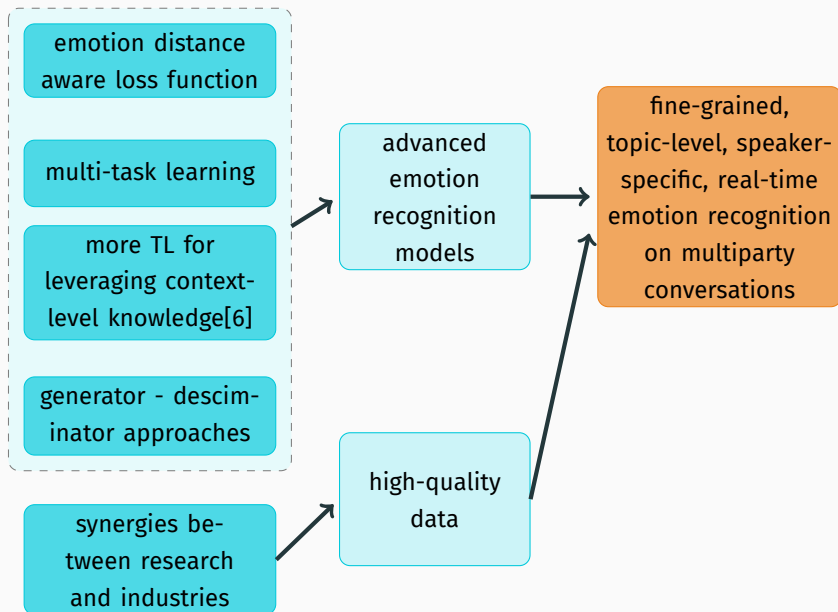 emotion distance
aware loss function
multi-task learning
more TL for
leveraging context-
level knowledge[6]
generator - descim-
inator approaches
synergies be-
tween research
and industries
advanced
emotion
recognition
models
high-quality
data
fine-grained,
topic-level, speaker-
specific, real-time
emotion recognition
on multiparty
conversations